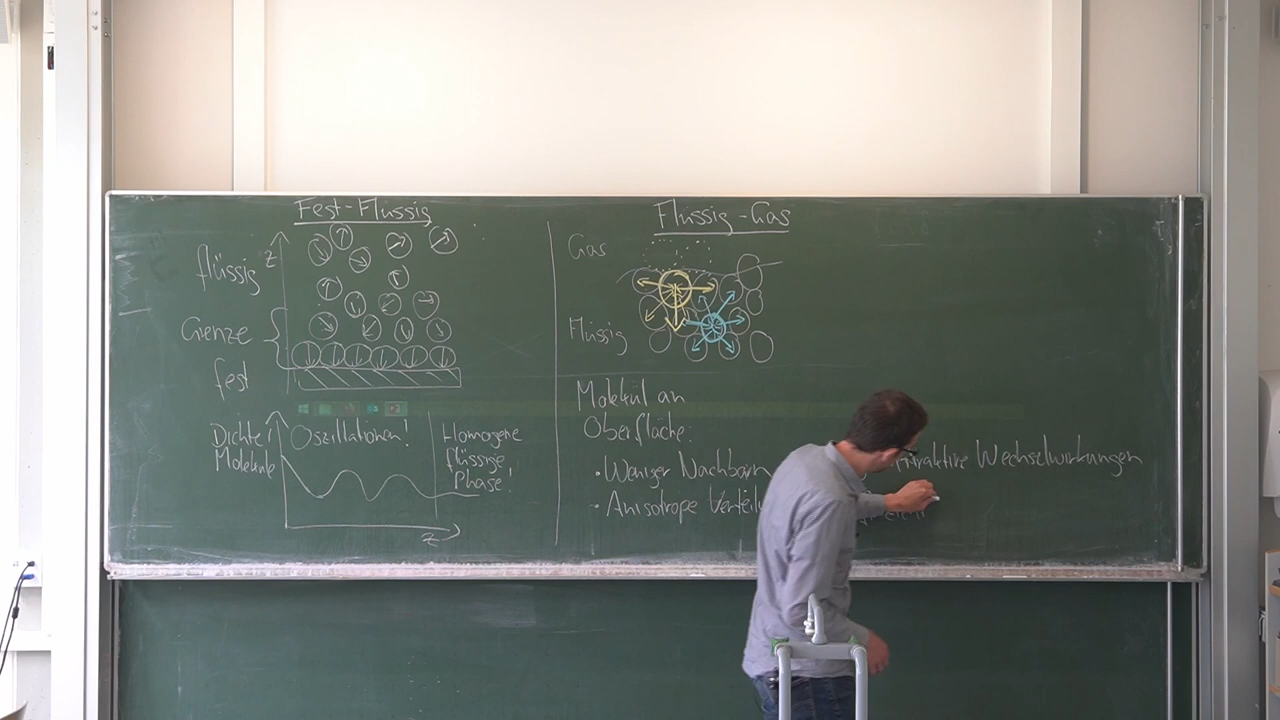 Fest-Flüssig
flüssig
z
Grenze
fest
Dichte
Moleküle
Oszillationen!
Homogene
flüssige
Phase!
z
Flüssig-Gas
Gas
Flüssig
Molekül an
Oberfläche:
• Weniger Nachbarn
• Anisotrope
Attraktive Wechselwirkungen